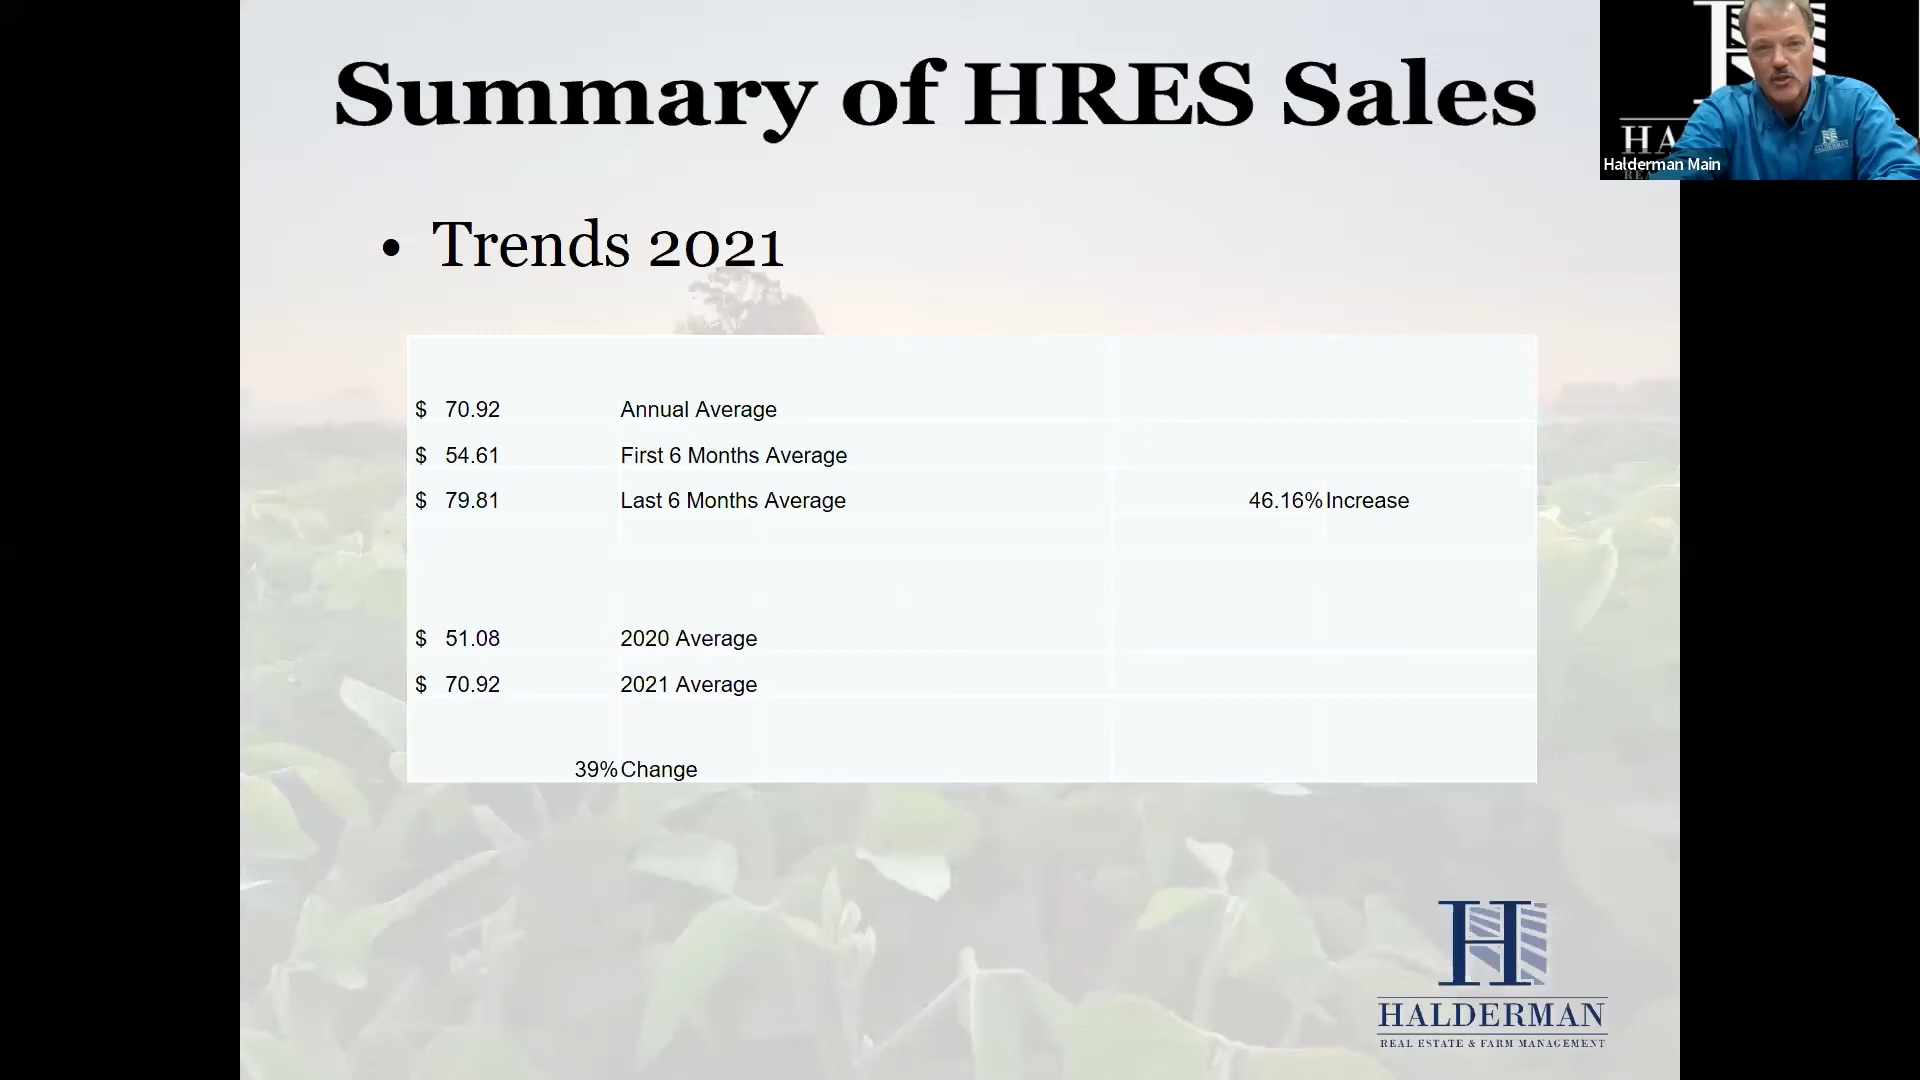 Summary of HRES Sales
Halderman Main
• Trends 2021
$ 70.92 Annual Average
$ 54.61 First 6 Months Average
$ 79.81 Last 6 Months Average 46.16% Increase
$ 51.08 2020 Average
$ 70.92 2021 Average
39% Change
H
HALDERMAN
REAL ESTATE & FARM MANAGEMENT